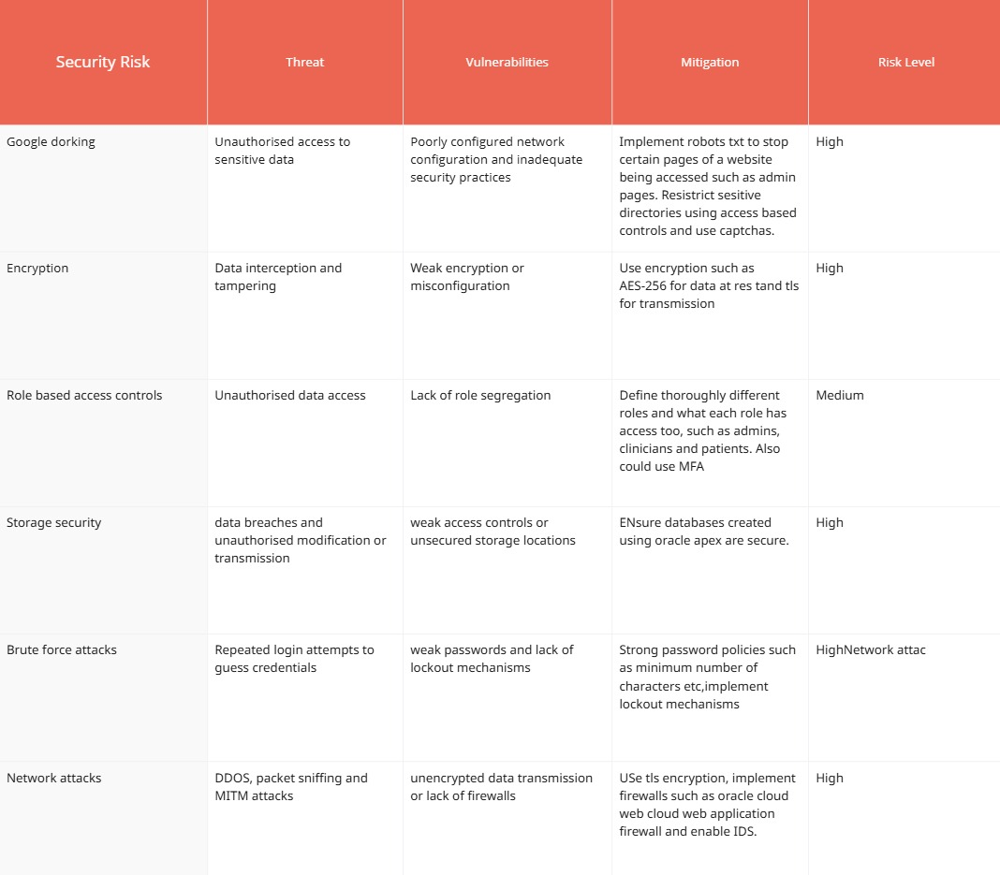 Security Risk
Threat
Vulnerabilities
Mitigation
Risk Level
Google dorking
Unauthorised access to
sensitive data
Poorly configured network
configuration and inadequate
security practices
Implement robots txt to stop
certain pages of a website
being accessed such as admin
pages. Resistrict sesitive
directories using access based
controls and use captchas.
High
Encryption
Data interception and
tampering
Weak encryption or
misconfiguration
Use encryption such as
AES-256 for data at res tand tls
for transmission
High
Role based access controls
Unauthorised data access
Lack of role segregation
Define thoroughly different
roles and what each role has
access too, such as admins,
clinicians and patients. Also
could use MFA
Medium
Storage security
data breaches and
unauthorised modification or
transmission
weak access controls or
unsecured storage locations
ENsure databases created
using oracle apex are secure.
High
Brute force attacks
Repeated login attempts to
guess credentials
weak passwords and lack of
lockout mechanisms
Strong password policies such
as minimum number of
characters etc,implement
lockout mechanisms
HighNetwork attac
Network attacks
DDOS, packet sniffing and
MITM attacks
unencrypted data transmission
or lack of firewalls
USe tls encryption, implement
firewalls such as oracle cloud
web cloud web application
firewall and enable IDS.
High